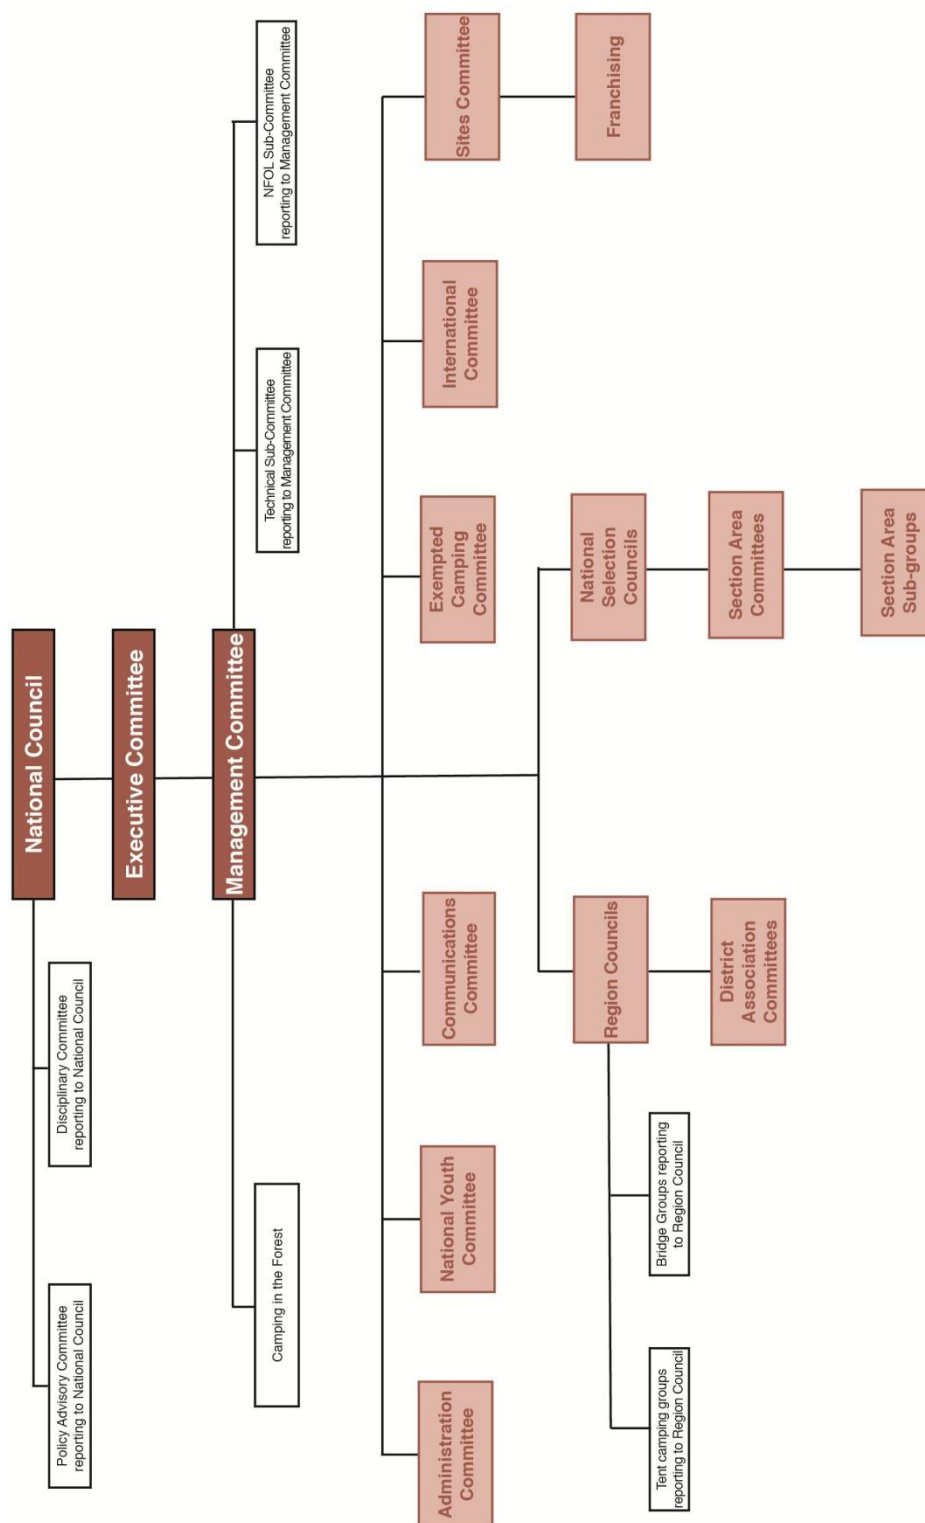 National Council
Policy Advisory Committee
reporting to National Council
Disciplinary Committee
reporting to National Council
Executive Committee
Management Committee
Camping in the Forest
Technical Sub-Committee
reporting to Management Committee
NFOL Sub-Committee
reporting to Management Committee
Administration
Committee
National Youth
Committee
Communications
Committee
Exempted
Camping
Committee
International
Committee
Sites Committee
Franchising
Region Councils
National
Selection
Councils
Tent camping groups
reporting to Region Council
Bridge Groups reporting
to Region Council
District
Association
Committees
Section Area
Committees
Section Area
Sub-groups